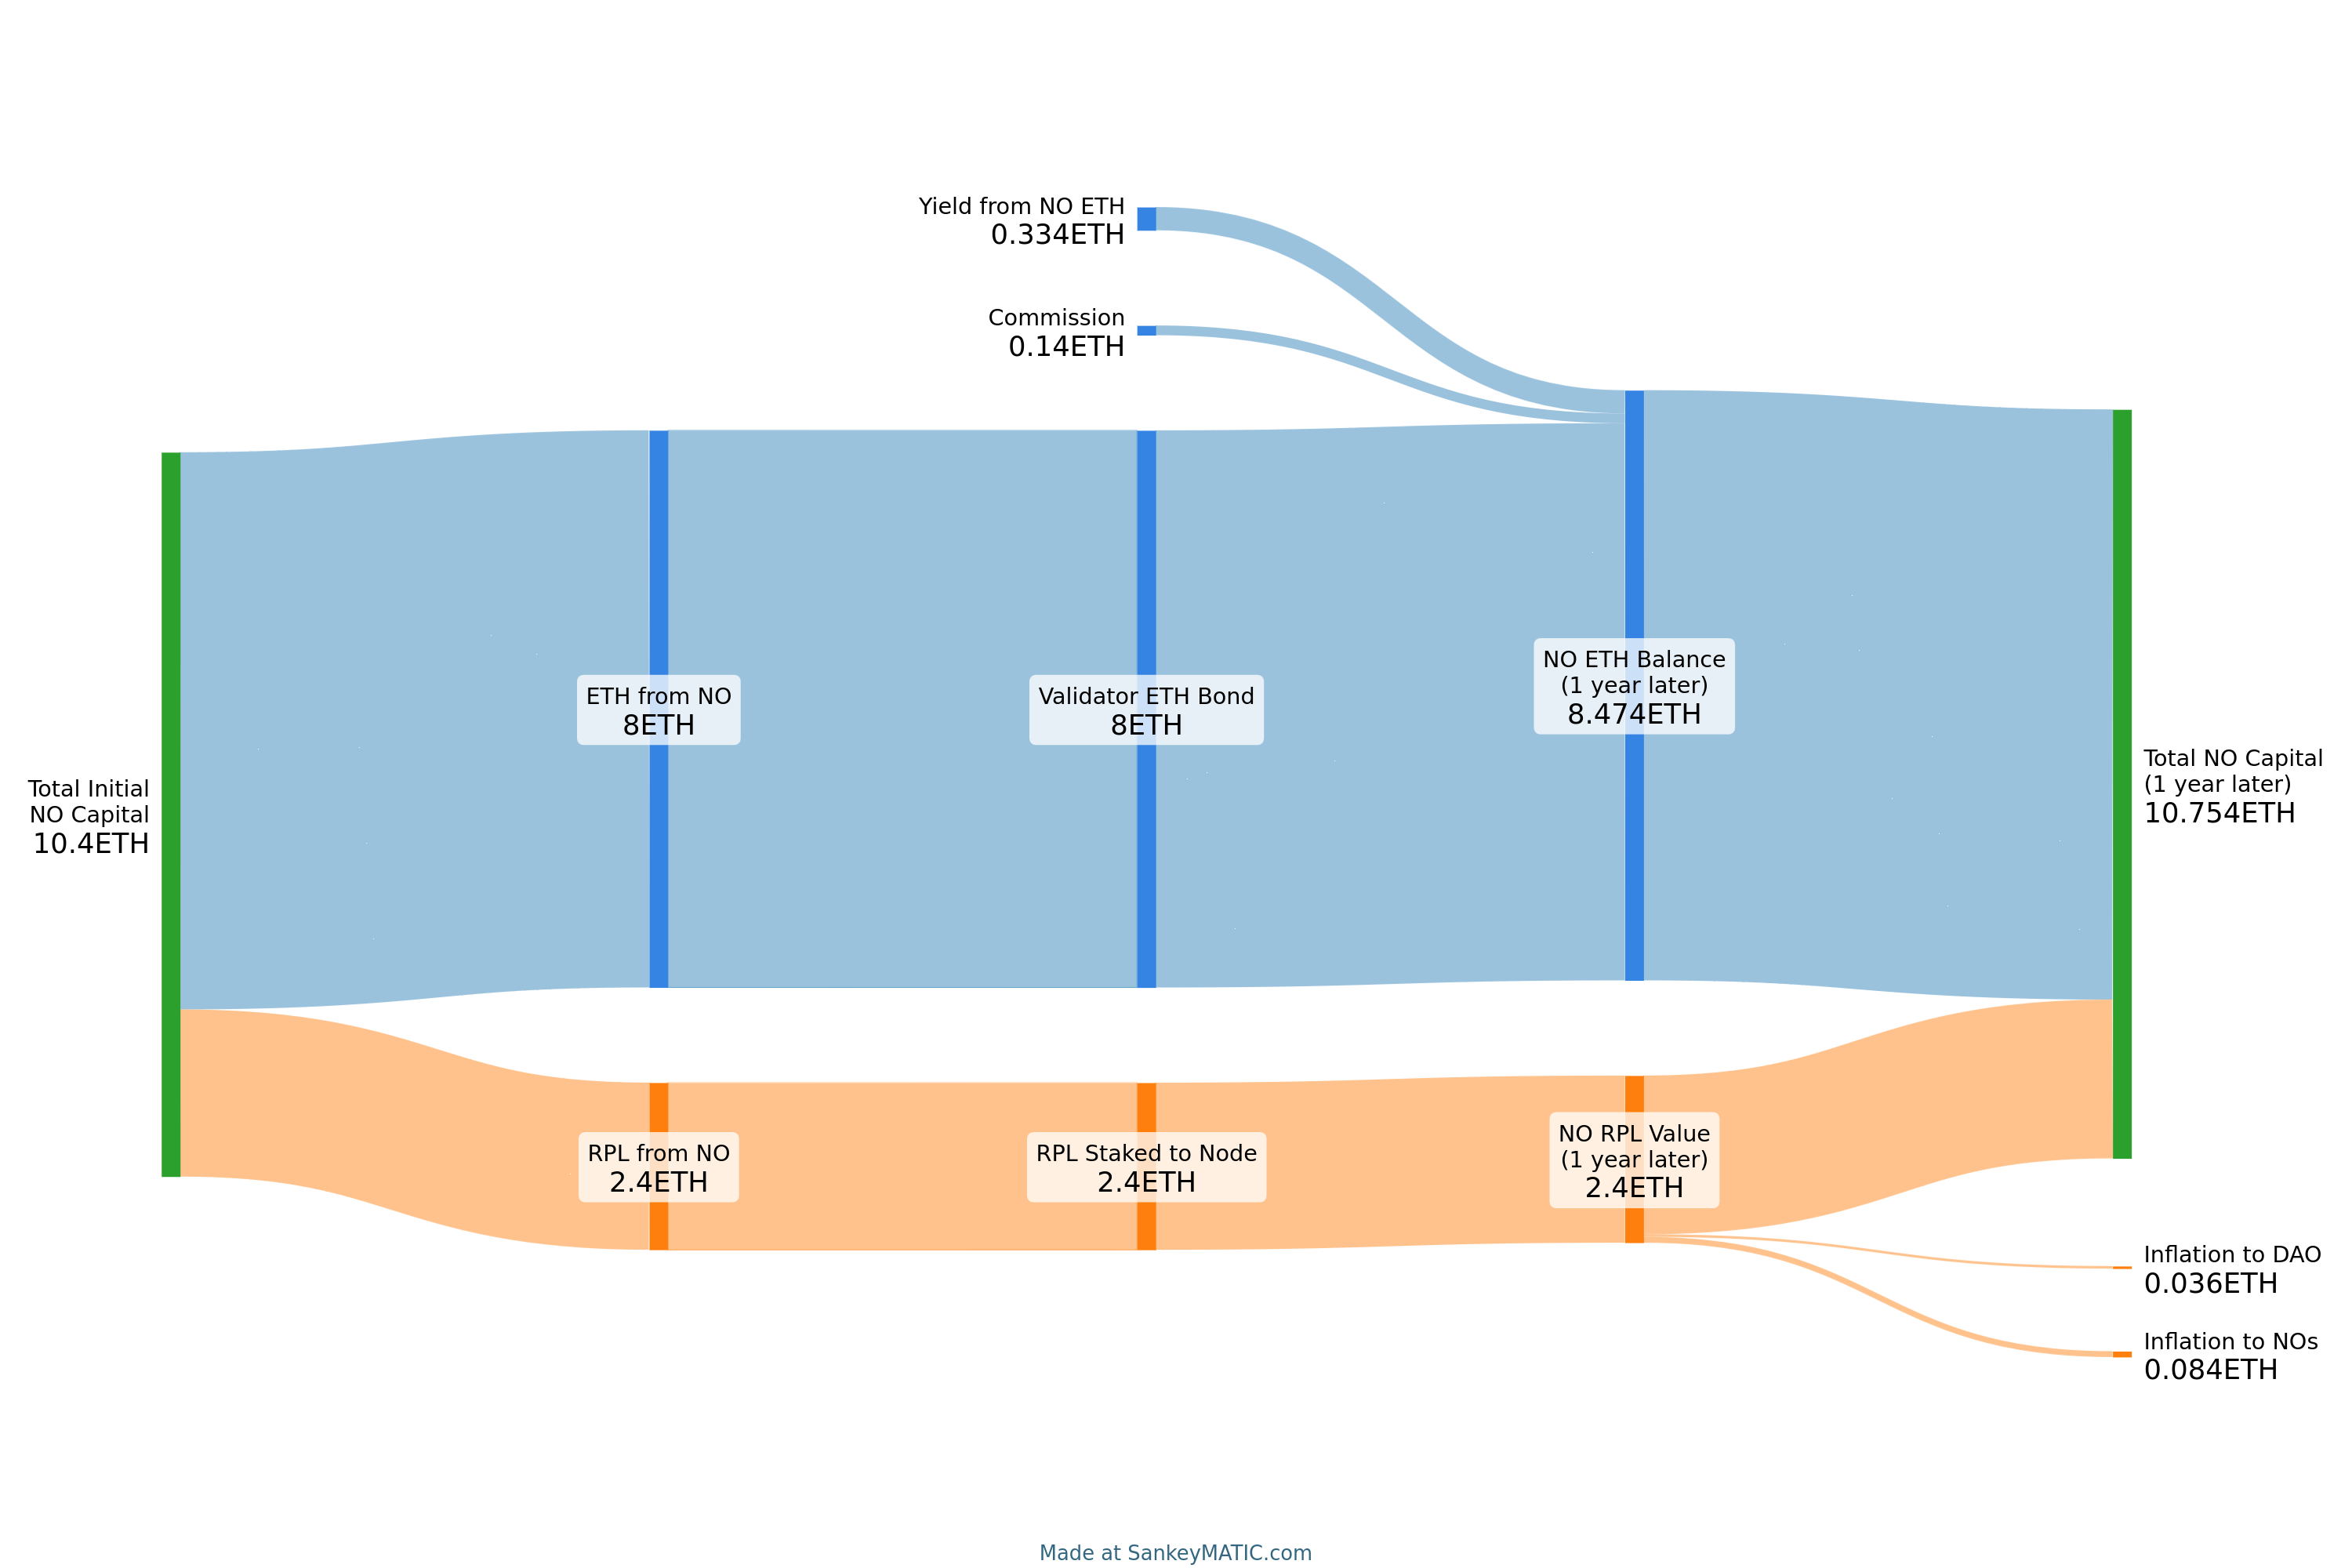 Yield from NO ETH
0.334ETH
Commission
0.14ETH
Total Initial
NO Capital
10.4ETH
ETH from NO
8ETH
Validator ETH Bond
8ETH
NO ETH Balance
(1 year later)
8.474ETH
Total NO Capital
(1 year later)
10.754ETH
RPL from NO
2.4ETH
RPL Staked to Node
2.4ETH
NO RPL Value
(1 year later)
2.4ETH
Inflation to DAO
0.036ETH
Inflation to NOs
0.084ETH
Made at SankeyMATIC.com